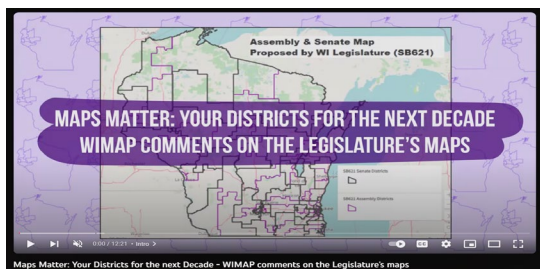 Assembly & Senate Map
Proposed by WI Legislature (SB621)
MAPS MATTER: YOUR DISTRICTS FOR THE NEXT DECADE
WIMAP COMMENTS ON THE LEGISLATURE'S MAPS
Senate Districts
Assembly Districts
0:00 / 12:21 • Intro >
CC
Maps Matter: Your Districts for the next Decade - WIMAP comments on the Legislature's maps